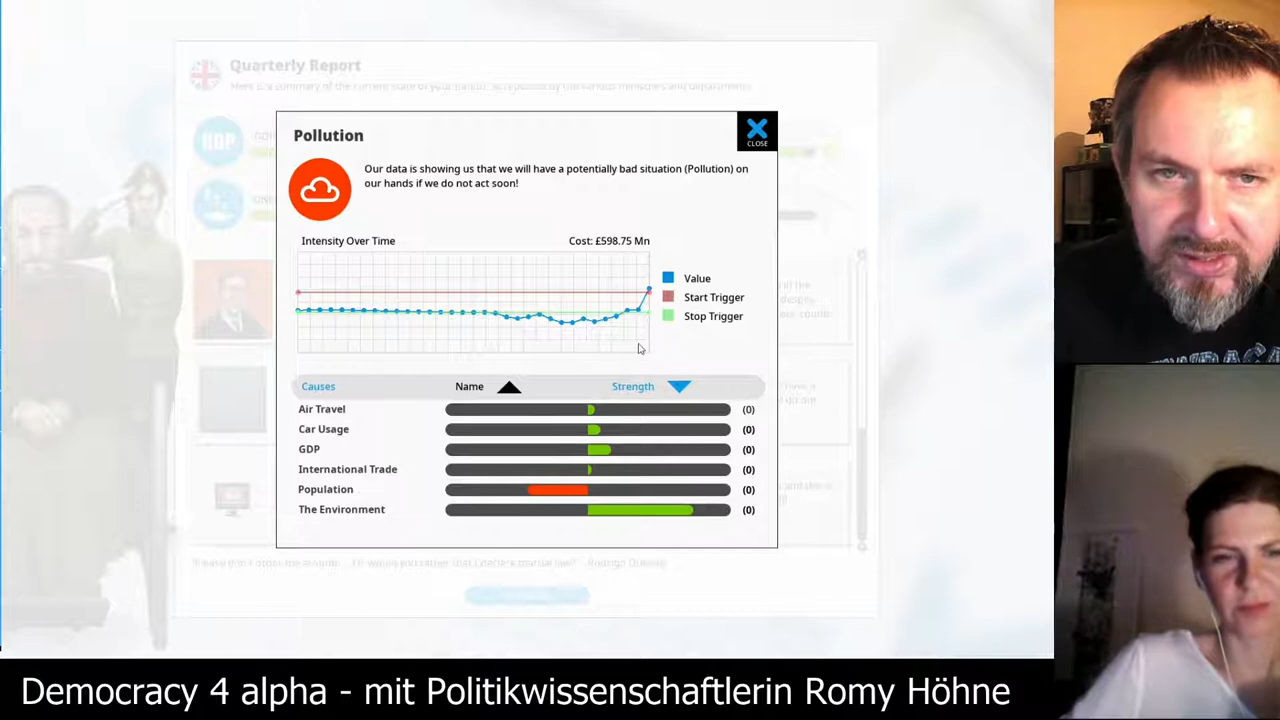 Quarterly Report
Pollution
CLOSE
Our data is showing us that we will have a potentially bad situation (Pollution) on
our hands if we do not act soon!
Intensity Over Time
Cost: £598.75 Mn
Value
Start Trigger
Stop Trigger
Causes Name Strength
Air Travel (0)
Car Usage (0)
GDP (0)
International Trade (0)
Population (0)
The Environment (0)
Democracy 4 alpha - mit Politikwissenschaftlerin Romy Höhne